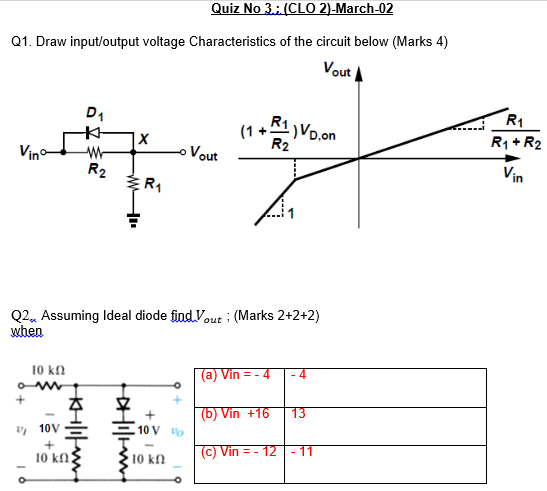 Quiz No 3.: (CLO 2)-March-02
Q1. Draw input/output voltage Characteristics of the circuit below (Marks 4)
Vout
D1
X
Vin
Vout
R2
R1
(1 + R1/R2) VD,on
1
R1
R1 + R2
Vin
Q2.. Assuming Ideal diode find Vout ; (Marks 2+2+2)
when
10 kΩ
+
−
vI
10V
+
10 kΩ
−
+
10 V
−
10 kΩ
+
vO
−
(a) Vin = - 4 - 4
(b) Vin +16 13
(c) Vin = - 12 - 11